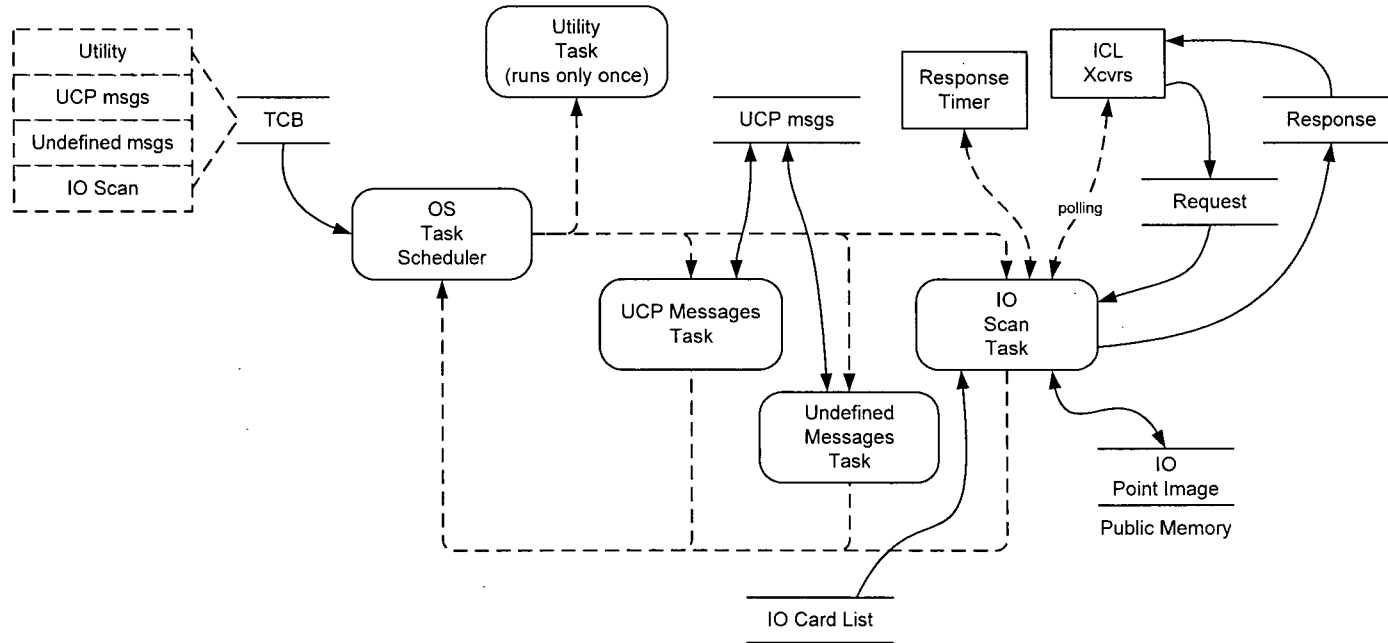 Utility
UCP msgs
Undefined msgs
IO Scan
TCB
OS
Task
Scheduler
Utility
Task
(runs only once)
UCP msgs
Response
Timer
ICL
Xcvrs
Response
Request
polling
UCP Messages
Task
IO
Scan
Task
Undefined
Messages
Task
IO
Point Image
Public Memory
IO Card List